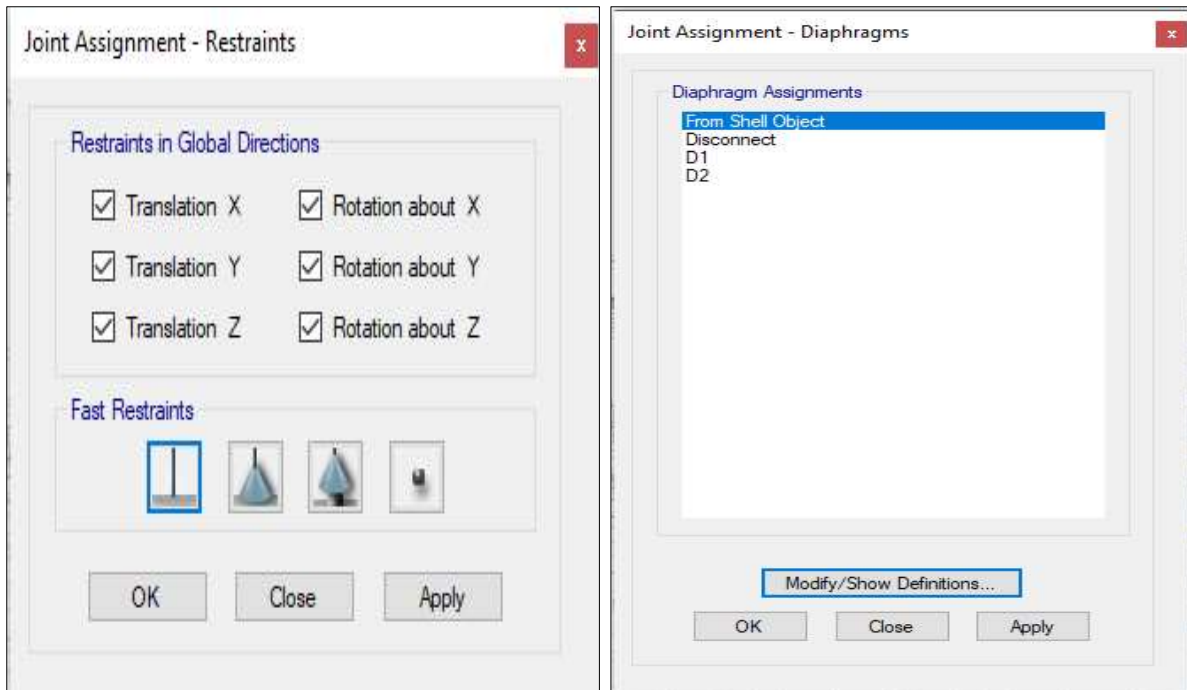 Joint Assignment - Restraints
x
Restraints in Global Directions
Translation X
Rotation about X
Translation Y
Rotation about Y
Translation Z
Rotation about Z
Fast Restraints
OK
Close
Apply
Joint Assignment - Diaphragms
x
Diaphragm Assignments
From Shell Object
Disconnect
D1
D2
Modify/Show Definitions...
OK
Close
Apply